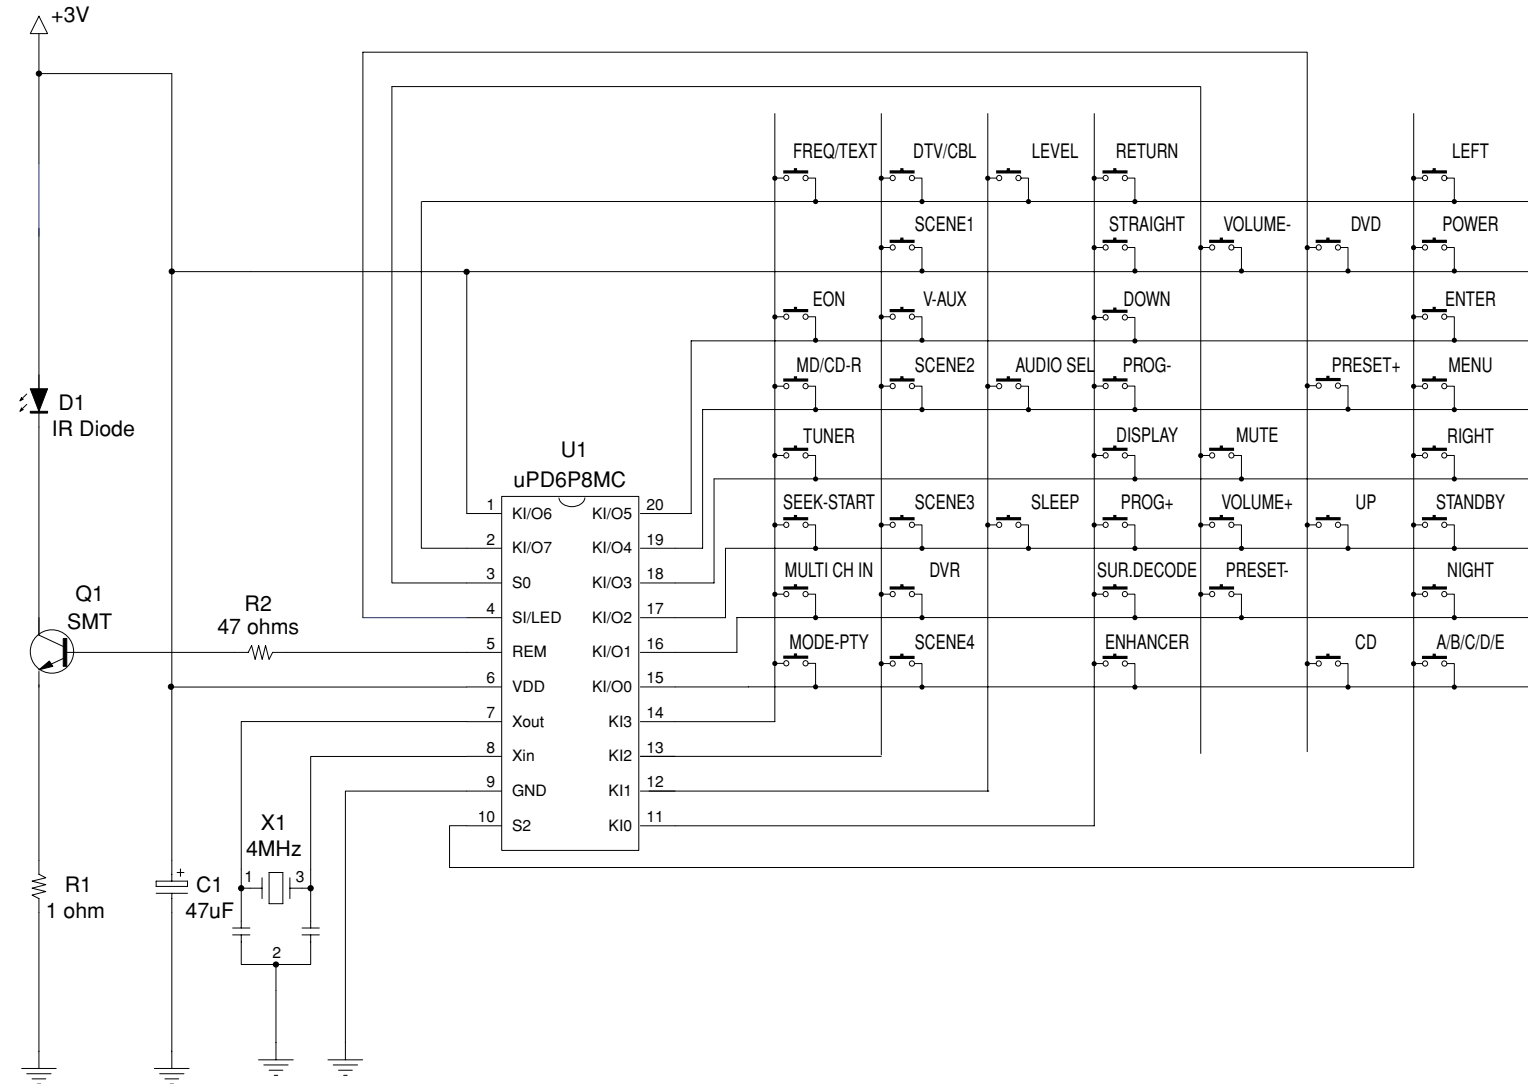 +3V
FREQ/TEXT DTV/CBL LEVEL RETURN LEFT
SCENE1 STRAIGHT VOLUME- DVD POWER
EON V-AUX DOWN ENTER
MD/CD-R SCENE2 AUDIO SEL PROG- PRESET+ MENU
TUNER DISPLAY MUTE RIGHT
SEEK-START SCENE3 SLEEP PROG+ VOLUME+ UP STANDBY
MULTI CH IN DVR SUR.DECODE PRESET- NIGHT
MODE-PTY SCENE4 ENHANCER CD A/B/C/D/E
D1
IR Diode
U1
uPD6P8MC
1 KI/O6 KI/O5 20
2 KI/O7 KI/O4 19
3 S0 KI/O3 18
4 SI/LED KI/O2 17
5 REM KI/O1 16
6 VDD KI/O0 15
7 Xout KI3 14
8 Xin KI2 13
9 GND KI1 12
10 S2 KI0 11
Q1
SMT
R2
47 ohms
X1
4MHz
1 3
2
R1
1 ohm
+
C1
47uF